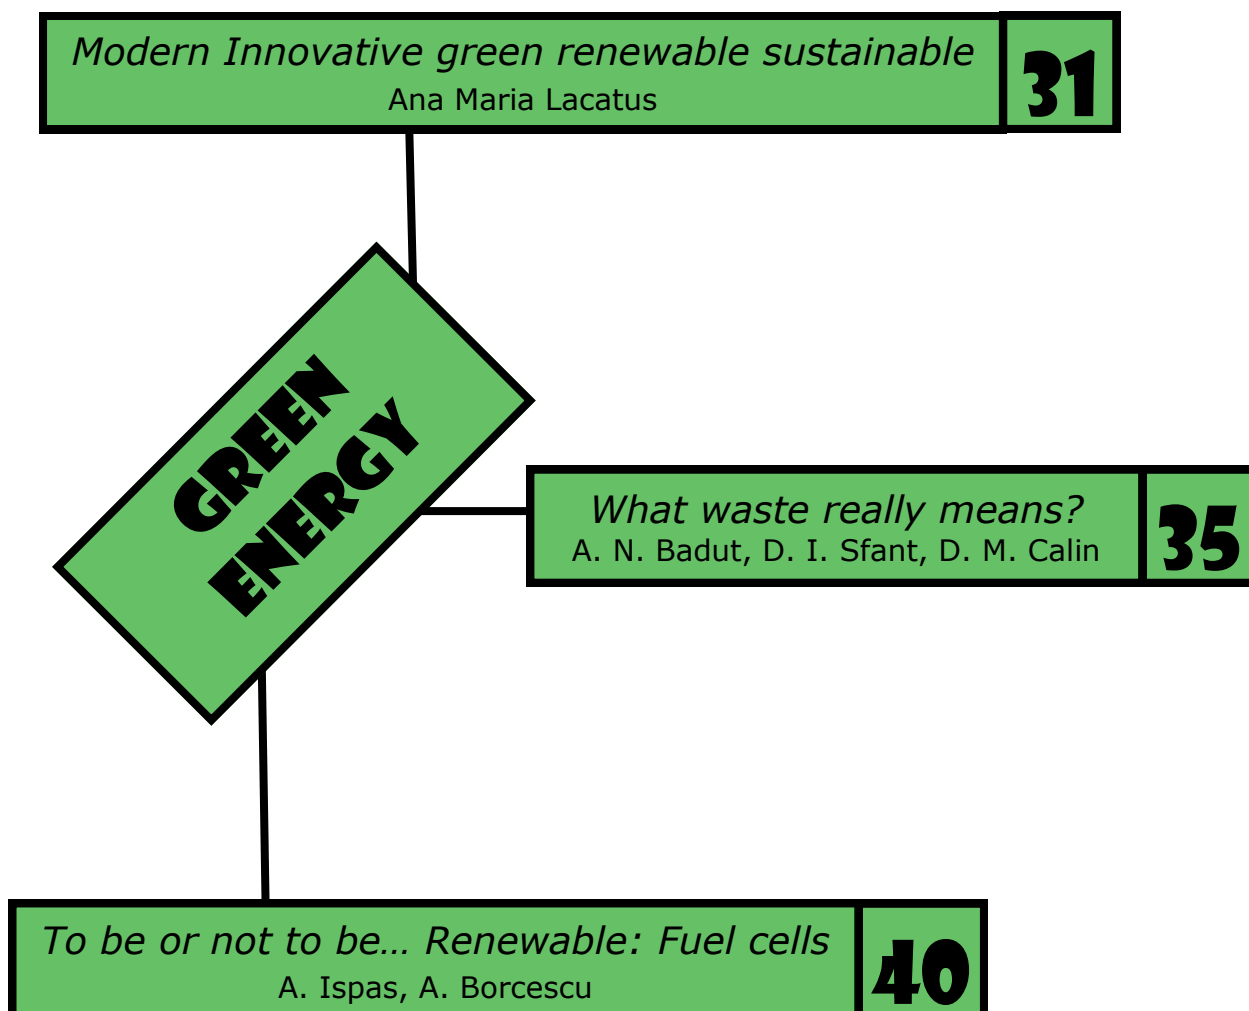 Modern Innovative green renewable sustainable
Ana Maria Lacatus
31
GREEN
ENERGY
What waste really means?
A. N. Badut, D. I. Sfant, D. M. Calin
35
To be or not to be… Renewable: Fuel cells
A. Ispas, A. Borcescu
40